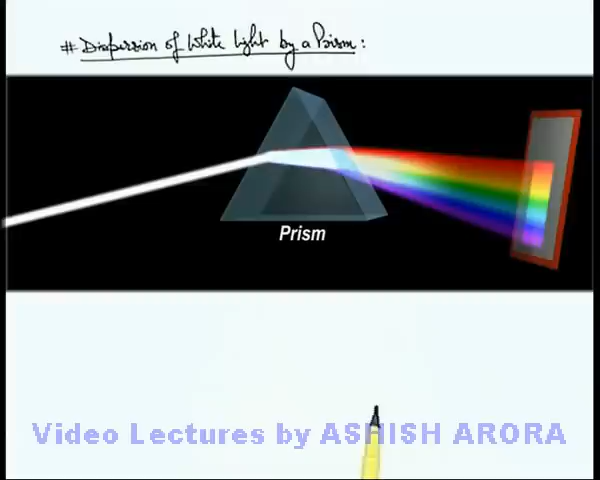 # Dispersion of White Light by a Prism :
Prism
Video Lectures by ASHISH ARORA